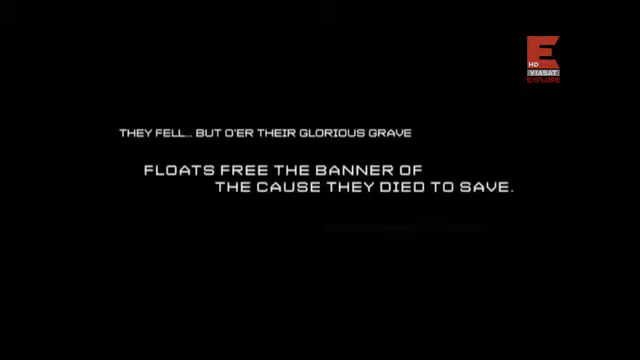 E
HD
VIASAT
EXPLORE
THEY FELL... BUT O'ER THEIR GLORIOUS GRAVE
FLOATS FREE THE BANNER OF
THE CAUSE THEY DIED TO SAVE.